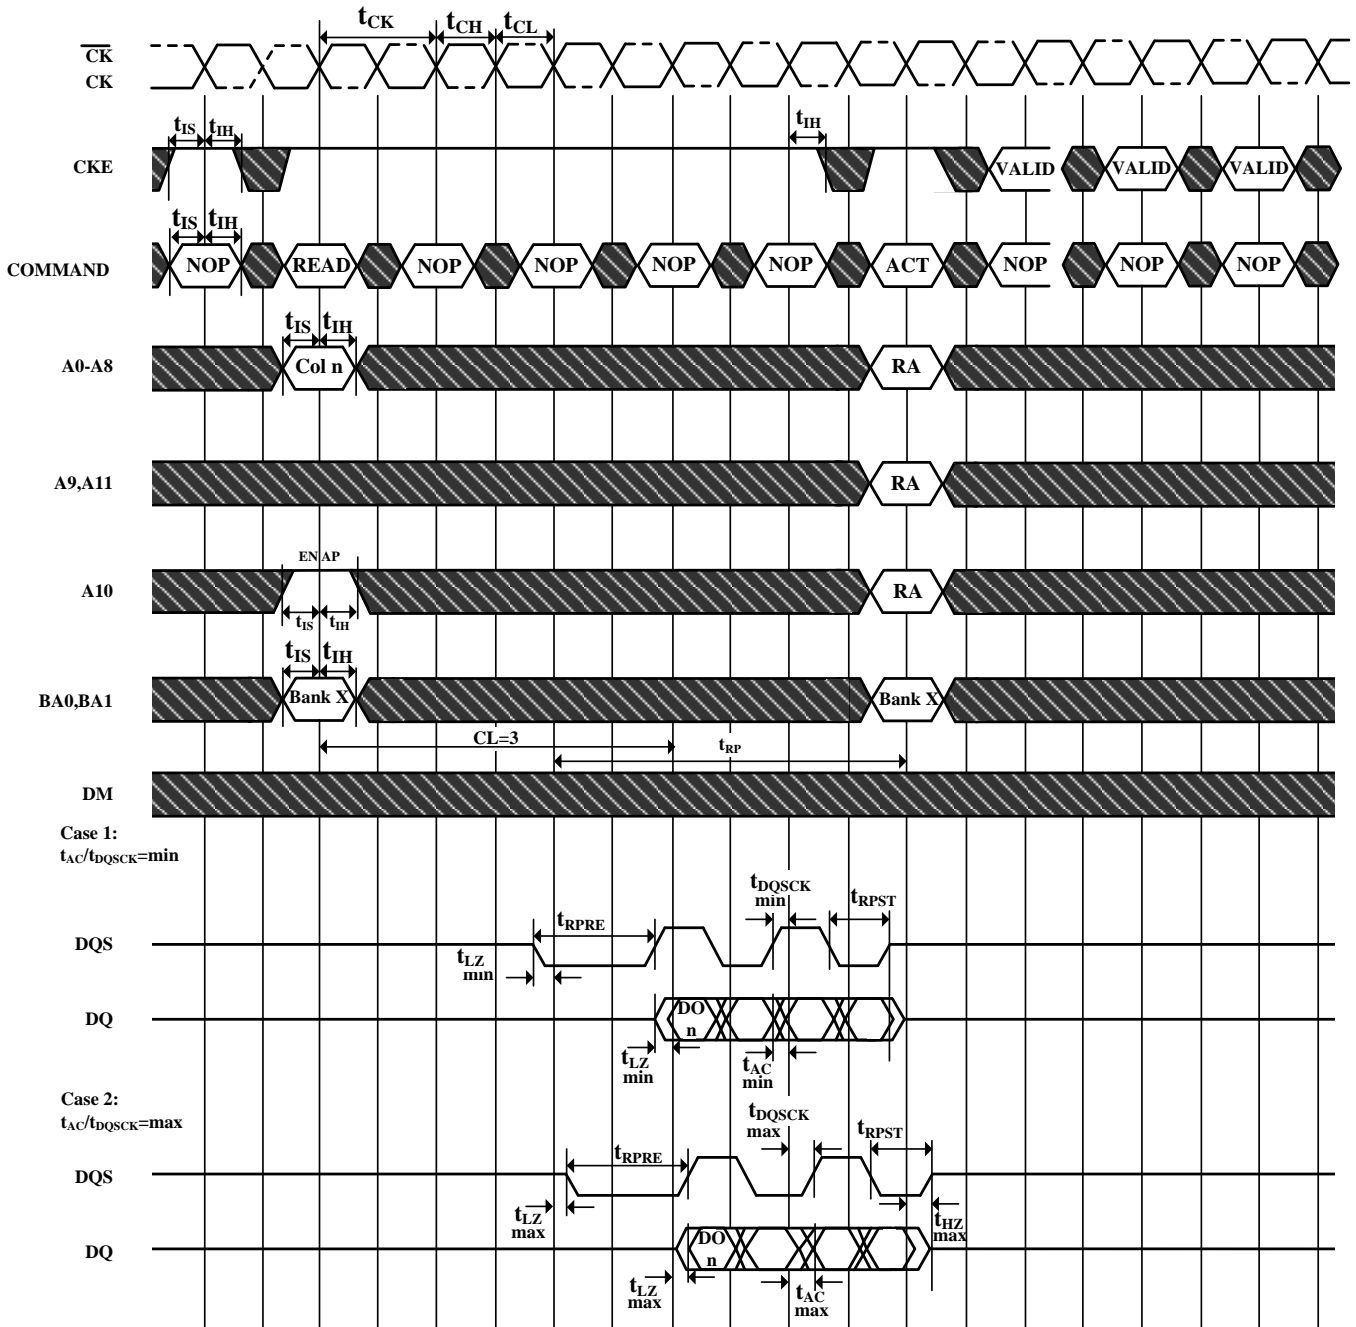 tCK tCH tCL
CK
CK
tIS tIH tIH
CKE VALID VALID VALID
tIS tIH
COMMAND NOP READ NOP NOP NOP NOP ACT NOP NOP NOP
tIS tIH
A0-A8 Col n RA
A9,A11 RA
EN AP
A10 RA
tIS tIH
tIS tIH
BA0,BA1 Bank X Bank X
CL=3 tRP
DM
Case 1:
tAC/tDQSCK=min
tDQSCK
min
tRPST
tRPRE
DQS
tLZ
min
DQ DO
n
tLZ
min
tAC
min
Case 2:
tAC/tDQSCK=max
tDQSCK
max
tRPST
tRPRE
DQS
tLZ
max
tHZ
max
DQ DO
n
tLZ
max
tAC
max